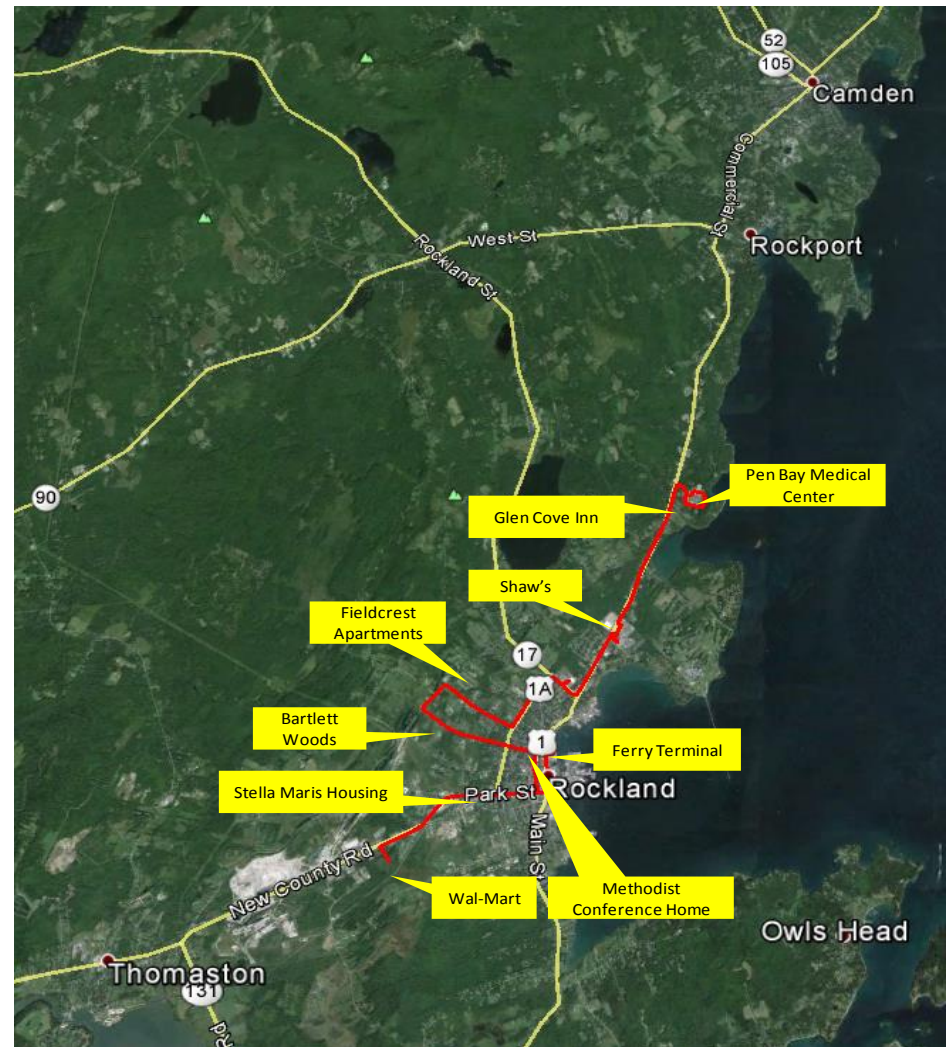 52
105
Camden
Commercial St
Rockport
West St
Rockland St
90
Pen Bay Medical
Center
Glen Cove Inn
Shaw's
Fieldcrest
Apartments
17
1A
Bartlett
Woods
1
Ferry Terminal
Stella Maris Housing
Park St
Rockland
Main St
New County Rd
Wal-Mart
Methodist
Conference Home
Owls Head
Thomaston
131
Rd